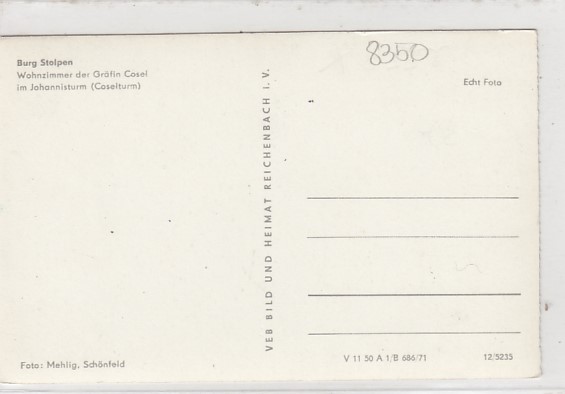 Burg Stolpen
Wohnzimmer der Gräfin Cosel
im Johannisturm (Coselturm)
8350
Echt Foto
VEB BILD UND HEIMAT REICHENBACH I. V.
Foto: Mehlig, Schönfeld
V 11 50 A 1/B 686/71
12/5235